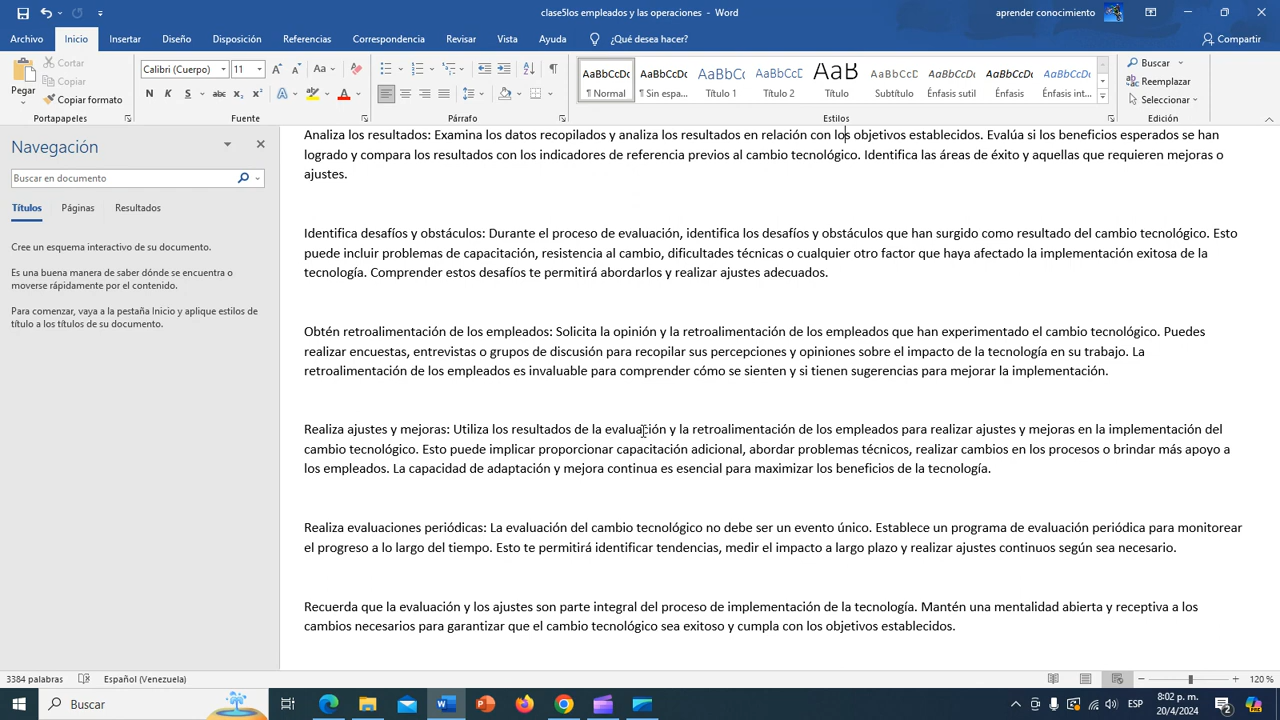 clase5los empleados y las operaciones - Word
aprender conocimiento
Archivo Inicio Insertar Diseño Disposición Referencias Correspondencia Revisar Vista Ayuda ¿Qué desea hacer? Compartir
Pegar
Cortar
Copiar
Copiar formato
Portapapeles
Calibri (Cuerpo) 11
Fuente
Párrafo
AaBbCcDc ¶ Normal
AaBbCcDc ¶ Sin espa...
AaBbCc Título 1
AaBbCcD Título 2
AaB Título
AaBbCcD Subtítulo
AaBbCcDc Énfasis sutil
AaBbCcDc Énfasis
AaBbCcDc Énfasis int...
Estilos
Buscar
Reemplazar
Seleccionar
Edición
Navegación
Buscar en documento
Títulos Páginas Resultados
Cree un esquema interactivo de su documento.
Es una buena manera de saber dónde se encuentra o
moverse rápidamente por el contenido.
Para comenzar, vaya a la pestaña Inicio y aplique estilos de
título a los títulos de su documento.
Analiza los resultados: Examina los datos recopilados y analiza los resultados en relación con los objetivos establecidos. Evalúa si los beneficios esperados se han
logrado y compara los resultados con los indicadores de referencia previos al cambio tecnológico. Identifica las áreas de éxito y aquellas que requieren mejoras o
ajustes.
Identifica desafíos y obstáculos: Durante el proceso de evaluación, identifica los desafíos y obstáculos que han surgido como resultado del cambio tecnológico. Esto
puede incluir problemas de capacitación, resistencia al cambio, dificultades técnicas o cualquier otro factor que haya afectado la implementación exitosa de la
tecnología. Comprender estos desafíos te permitirá abordarlos y realizar ajustes adecuados.
Obtén retroalimentación de los empleados: Solicita la opinión y la retroalimentación de los empleados que han experimentado el cambio tecnológico. Puedes
realizar encuestas, entrevistas o grupos de discusión para recopilar sus percepciones y opiniones sobre el impacto de la tecnología en su trabajo. La
retroalimentación de los empleados es invaluable para comprender cómo se sienten y si tienen sugerencias para mejorar la implementación.
Realiza ajustes y mejoras: Utiliza los resultados de la evaluación y la retroalimentación de los empleados para realizar ajustes y mejoras en la implementación del
cambio tecnológico. Esto puede implicar proporcionar capacitación adicional, abordar problemas técnicos, realizar cambios en los procesos o brindar más apoyo a
los empleados. La capacidad de adaptación y mejora continua es esencial para maximizar los beneficios de la tecnología.
Realiza evaluaciones periódicas: La evaluación del cambio tecnológico no debe ser un evento único. Establece un programa de evaluación periódica para monitorear
el progreso a lo largo del tiempo. Esto te permitirá identificar tendencias, medir el impacto a largo plazo y realizar ajustes continuos según sea necesario.
Recuerda que la evaluación y los ajustes son parte integral del proceso de implementación de la tecnología. Mantén una mentalidad abierta y receptiva a los
cambios necesarios para garantizar que el cambio tecnológico sea exitoso y cumpla con los objetivos establecidos.
3384 palabras Español (Venezuela) 120 %
Buscar
ESP
8:02 p. m.
20/4/2024
2